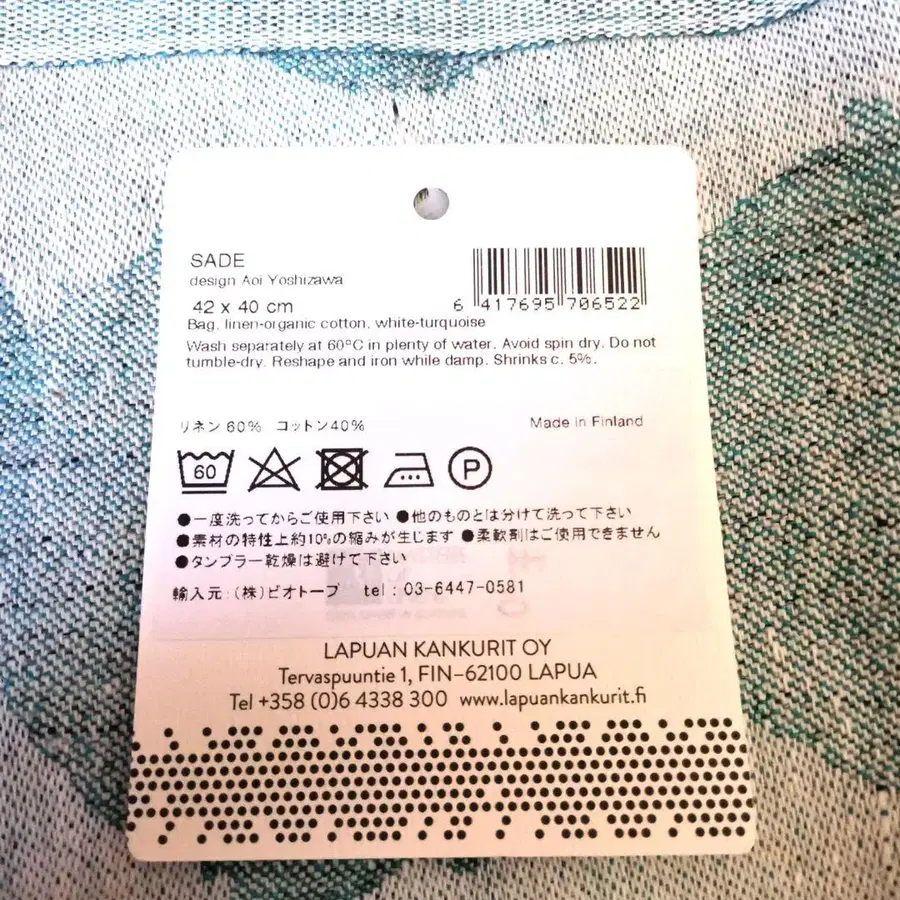 SADE
design Aoi Yoshizawa
42 x 40 cm
6 417695 706522
Bag, linen-organic cotton, white-turquoise
Wash separately at 60°C in plenty of water. Avoid spin dry. Do not
tumble-dry. Reshape and iron while damp. Shrinks c. 5%.
リネン 60% コットン40%
Made in Finland
60
P
●一度洗ってからご使用下さい ●他のものとは分けて洗って下さい
●素材の特性上約10%の縮みが生じます ●柔軟剤はご使用できません
●タンブラー乾燥は避けて下さい
輸入元:(株)ビオトープ tel : 03-6447-0581
LAPUAN KANKURIT OY
Tervaspuuntie 1, FIN-62100 LAPUA
Tel +358 (0)6 4338 300 www.lapuankankurit.fi